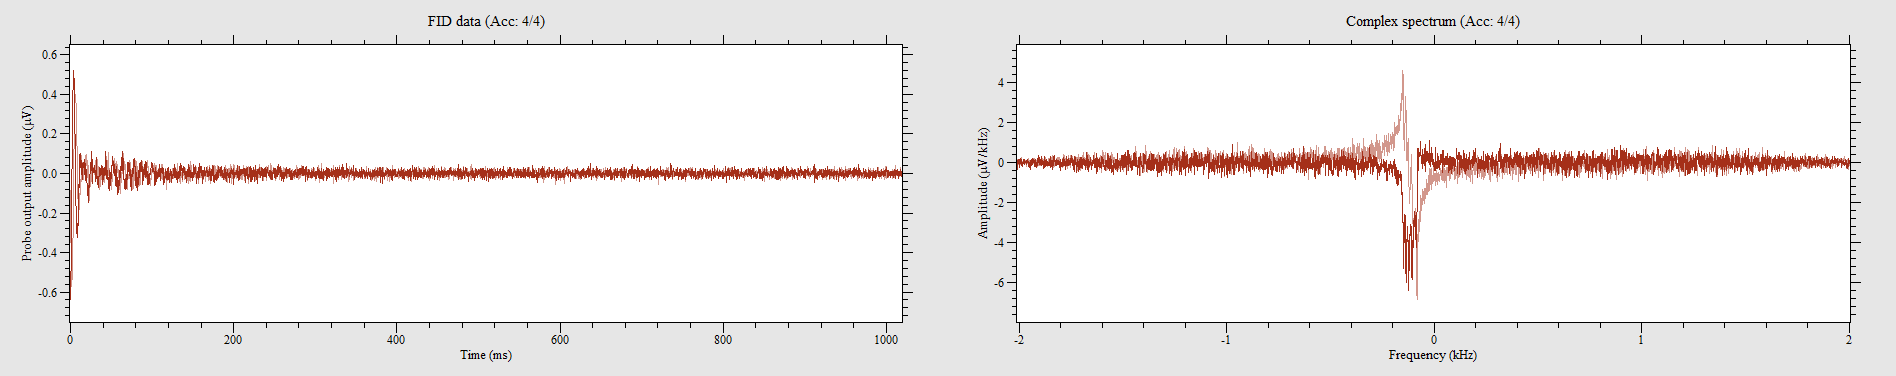 FID data (Acc: 4/4)
Probe output amplitude (µV)
0.6
0.4
0.2
0.0
-0.2
-0.4
-0.6
0 200 400 600 800 1000
Time (ms)
Complex spectrum (Acc: 4/4)
Amplitude (µV/kHz)
4
2
0
-2
-4
-6
-2 -1 0 1 2
Frequency (kHz)